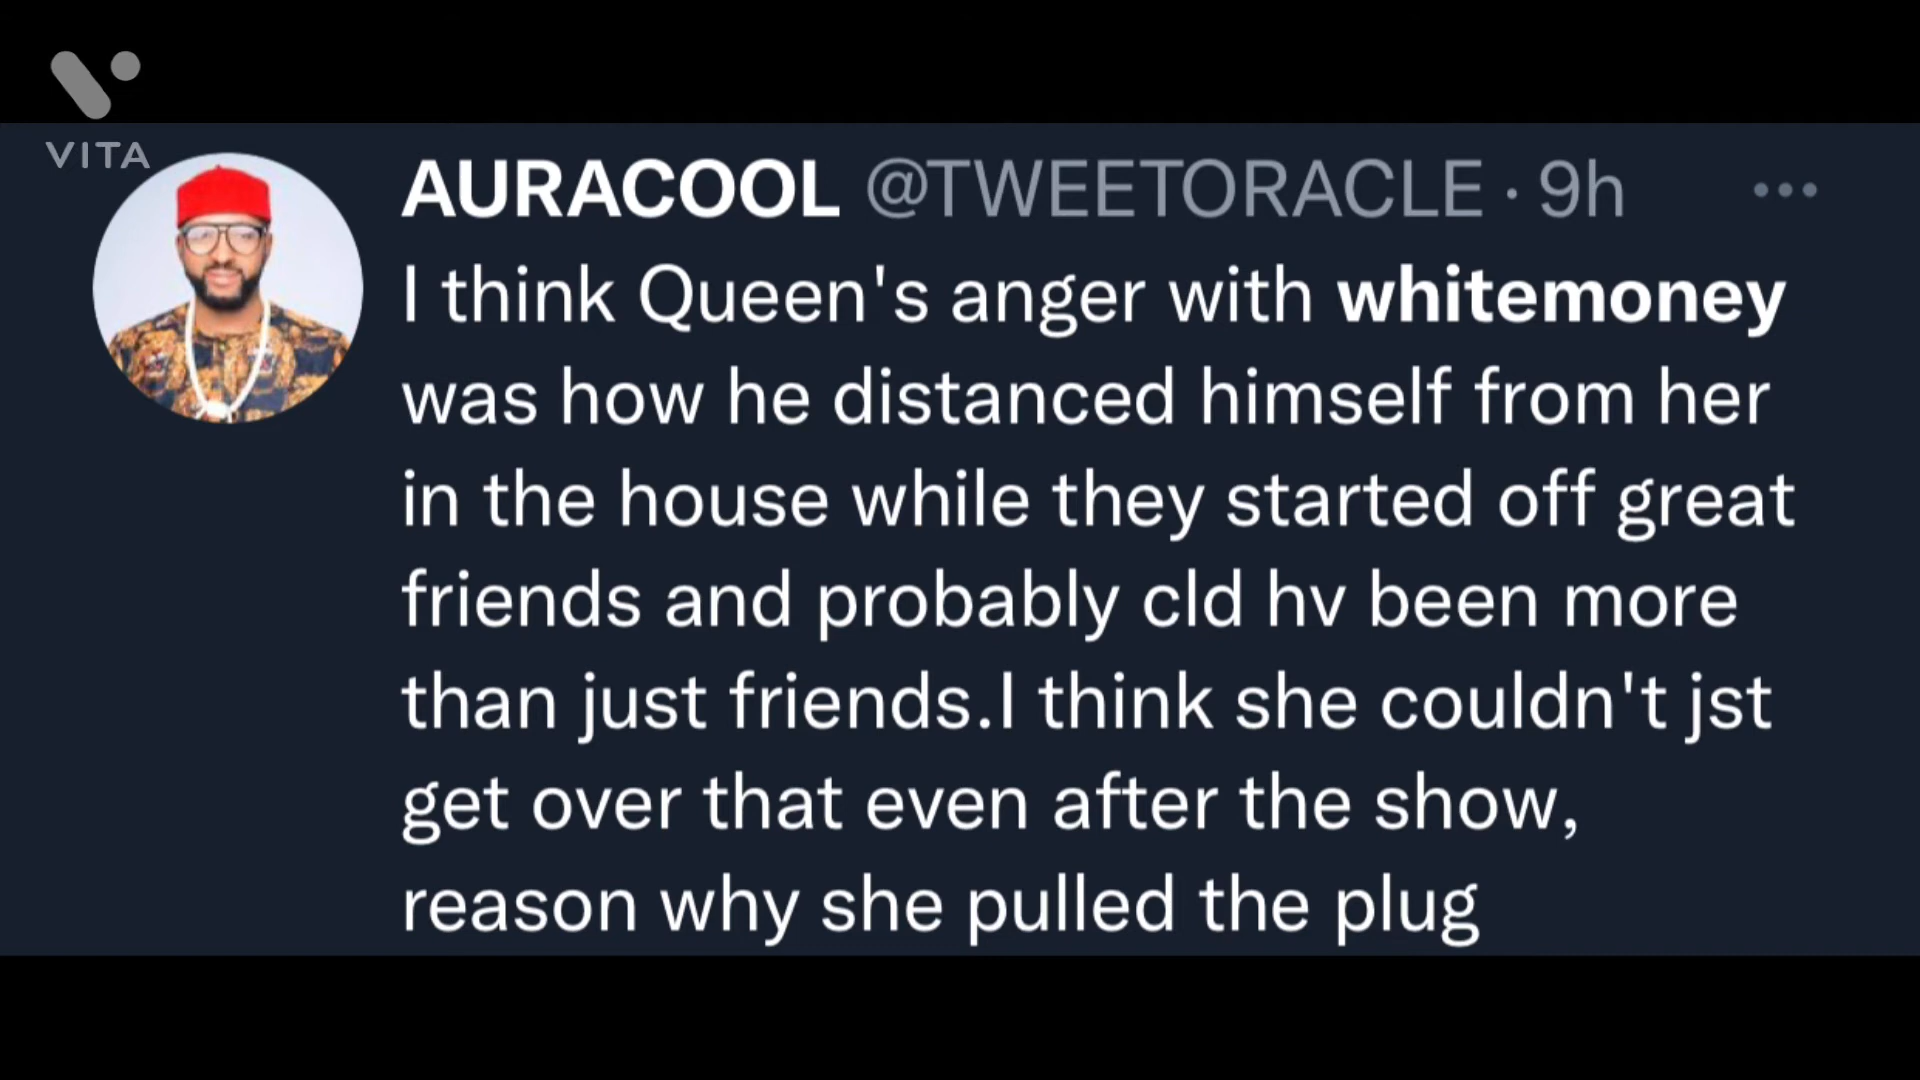 VITA
AURACOOL @TWEETORACLE · 9h
I think Queen's anger with whitemoney
was how he distanced himself from her
in the house while they started off great
friends and probably cld hv been more
than just friends.I think she couldn't jst
get over that even after the show,
reason why she pulled the plug